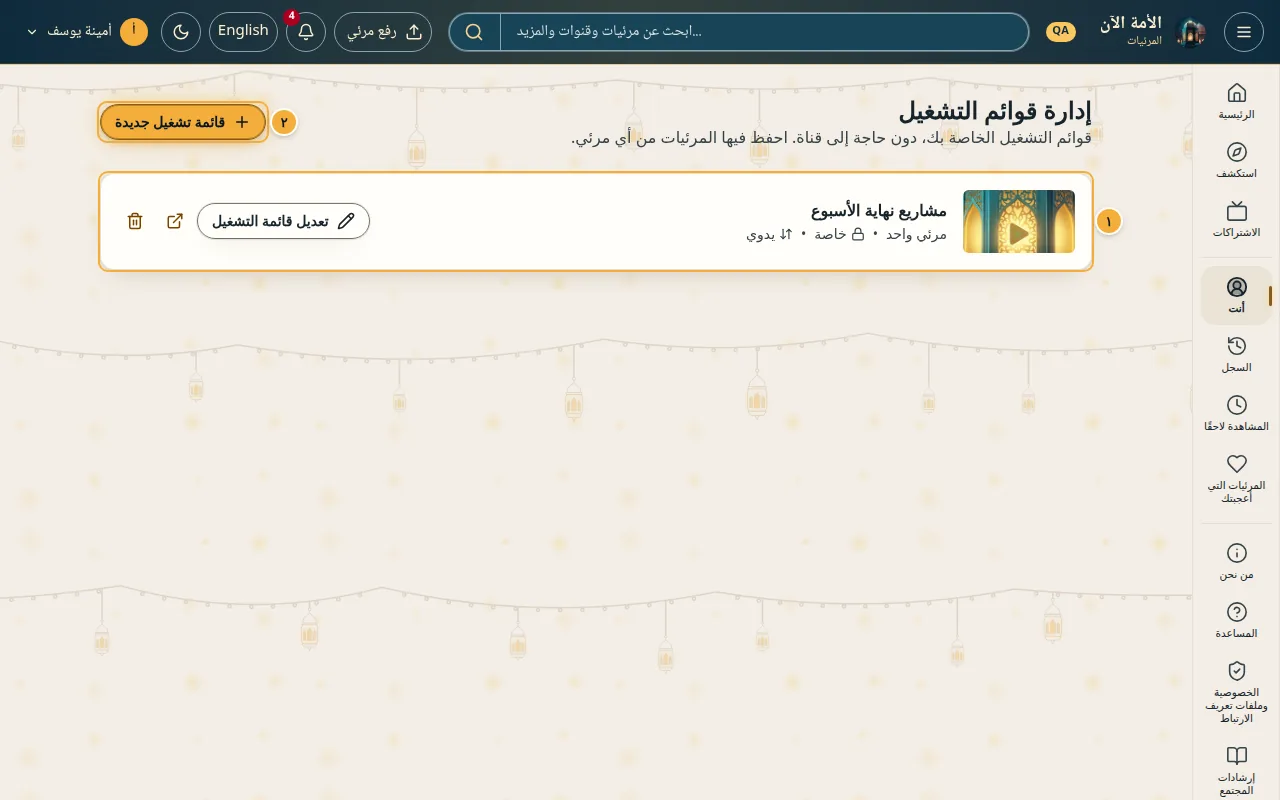 الأمة الآن
المرئيات
QA
ابحث عن مرئيات وقنوات والمزيد...
رفع مرئي
4
English
أ
أمينة يوسف
الرئيسية
استكشف
الاشتراكات
أنت
السجل
المشاهدة لاحقًا
المرئيات التي
أعجبتك
من نحن
المساعدة
الخصوصية
وملفات تعريف
الارتباط
إرشادات
المجتمع
إدارة قوائم التشغيل
قوائم التشغيل الخاصة بك، دون حاجة إلى قناة. احفظ فيها المرئيات من أي مرئي.
٢
قائمة تشغيل جديدة
١
مشاريع نهاية الأسبوع
مرئي واحد • خاصة • يدوي
تعديل قائمة التشغيل